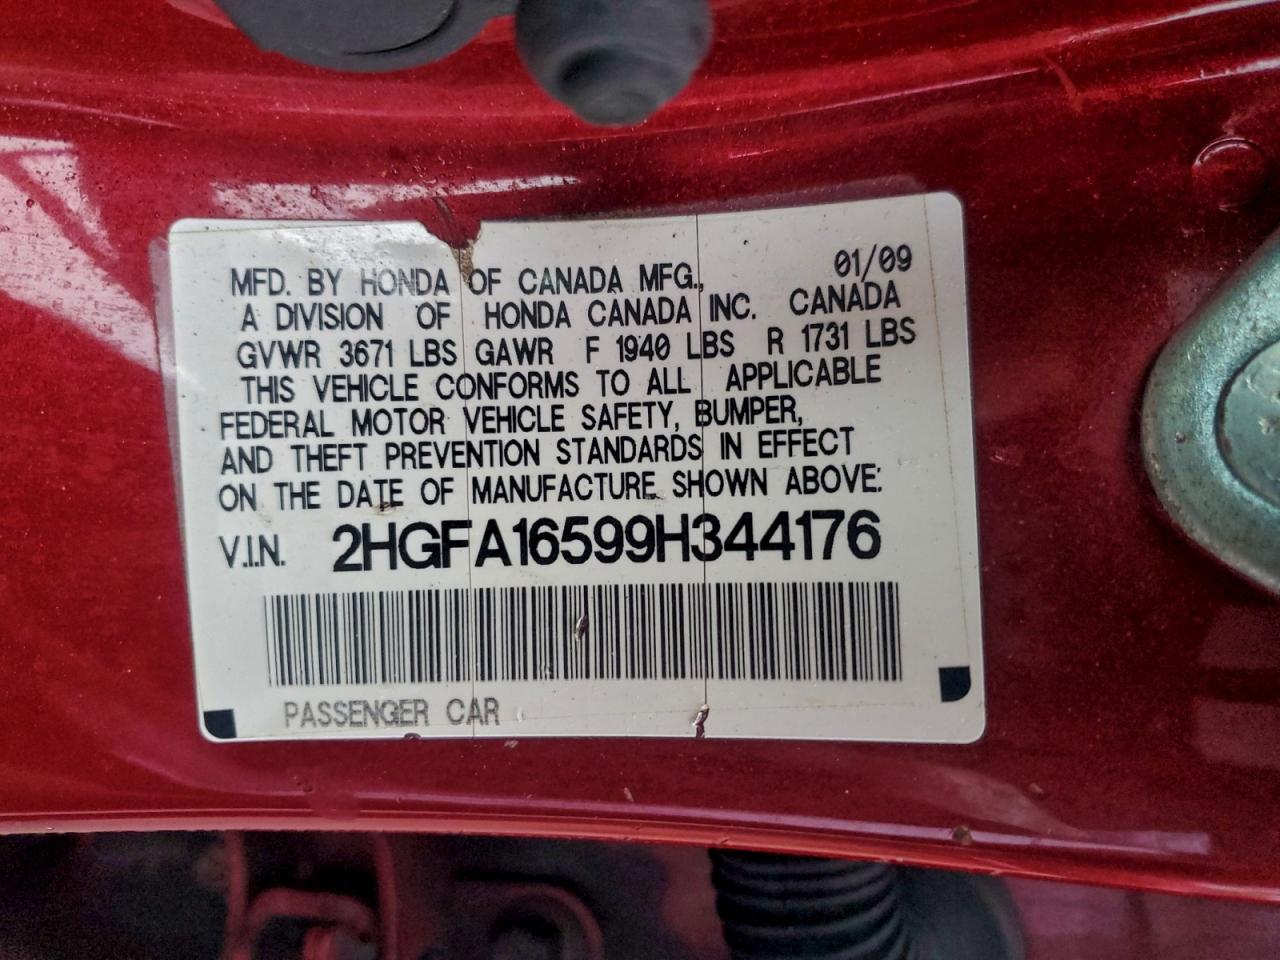 01/09
MFD. BY HONDA OF CANADA MFG.,
A DIVISION OF HONDA CANADA INC. CANADA
GVWR 3671 LBS GAWR F 1940 LBS R 1731 LBS
THIS VEHICLE CONFORMS TO ALL APPLICABLE
FEDERAL MOTOR VEHICLE SAFETY, BUMPER,
AND THEFT PREVENTION STANDARDS IN EFFECT
ON THE DATE OF MANUFACTURE SHOWN ABOVE:
V.I.N. 2HGFA16599H344176
PASSENGER CAR